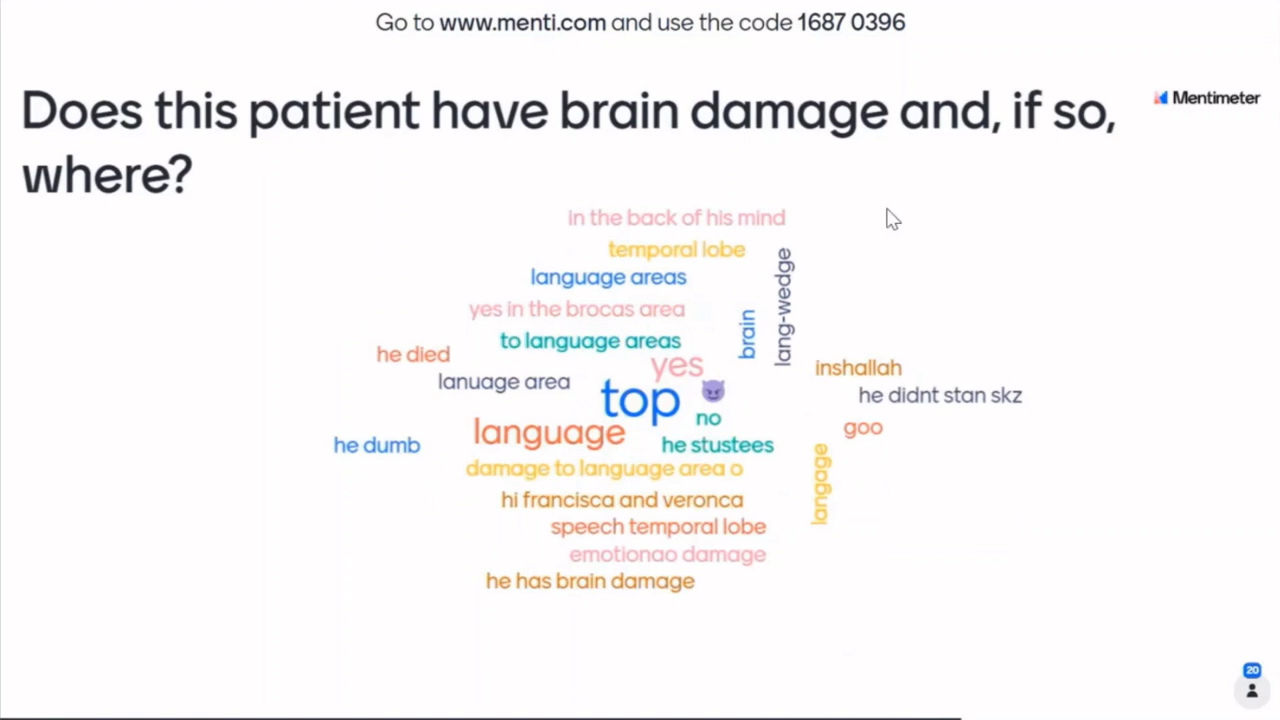 Go to www.menti.com and use the code 1687 0396
Mentimeter
Does this patient have brain damage and, if so,
where?
in the back of his mind
temporal lobe
language areas
lang-wedge
yes in the brocas area
brain
to language areas
he died
yes
inshallah
lanuage area
top
😈
he didnt stan skz
no
goo
language
he dumb
he stustees
damage to language area o
langage
hi francisca and veronca
speech temporal lobe
emotionao damage
he has brain damage
20